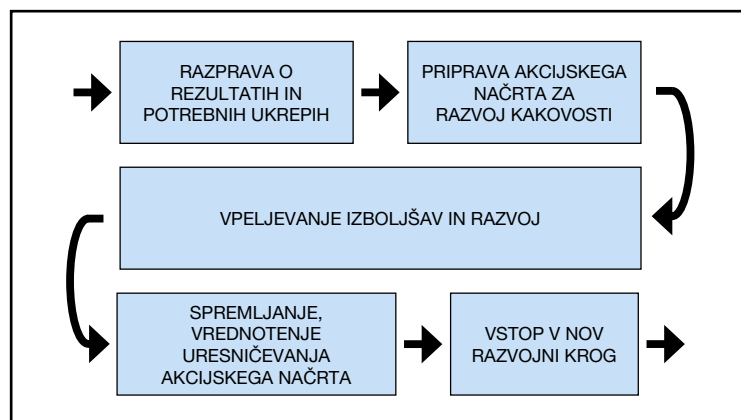 RAZPRAVA O
REZULTATIH IN
POTREBNIH UKREPIH
PRIPRAVA AKCIJSKEGA
NAČRTA ZA
RAZVOJ KAKOVOSTI
VPELJEVANJE IZBOLJŠAV IN RAZVOJ
SPREMLJANJE,
VREDNOTENJE
URESNIČEVANJA
AKCIJSKEGA NAČRTA
VSTOP V NOV
RAZVOJNI KROG